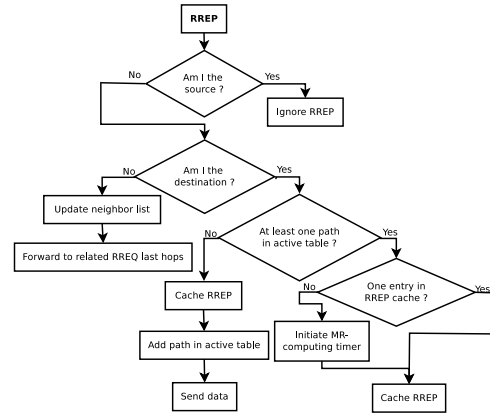 RREP
Am I the
source ?
No
Yes
Ignore RREP
Am I the
destination ?
No
Yes
Update neighbor list
Forward to related RREQ last hops
At least one path
in active table ?
No
Yes
Cache RREP
Add path in active table
Send data
One entry in
RREP cache ?
No
Yes
Initiate MR-
computing timer
Cache RREP